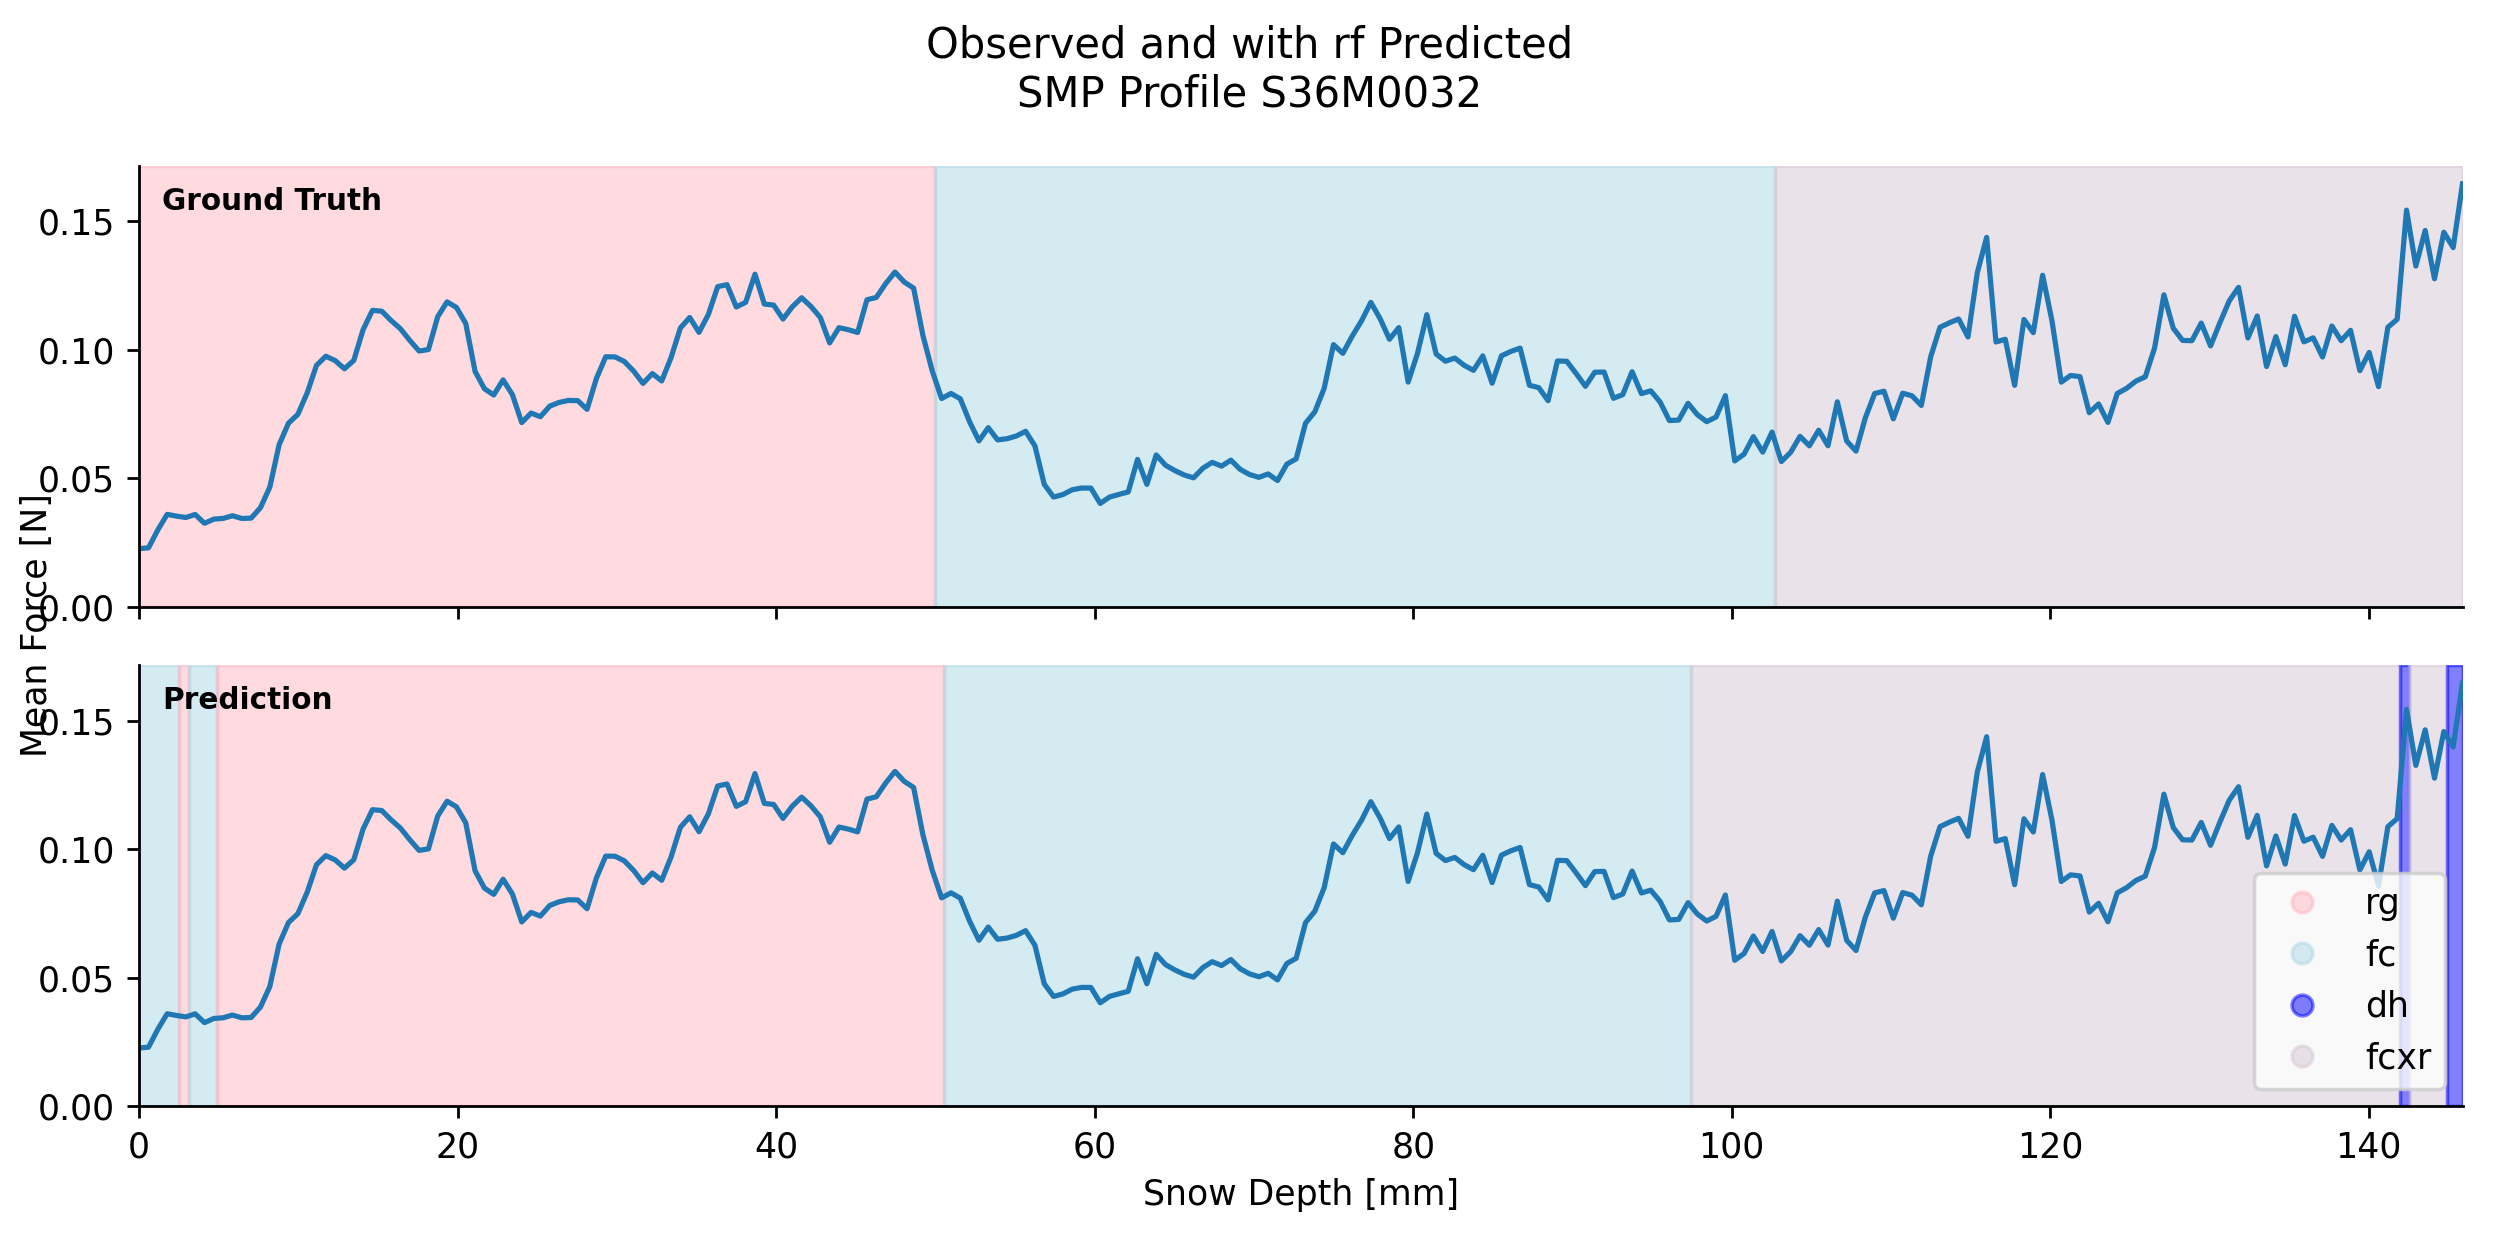 Observed and with rf Predicted
SMP Profile S36M0032
Ground Truth
0.15
0.10
0.05
0.00
Mean Force [N]
Prediction
0.15
0.10
0.05
0.00
rg
fc
dh
fcxr
0 20 40 60 80 100 120 140
Snow Depth [mm]